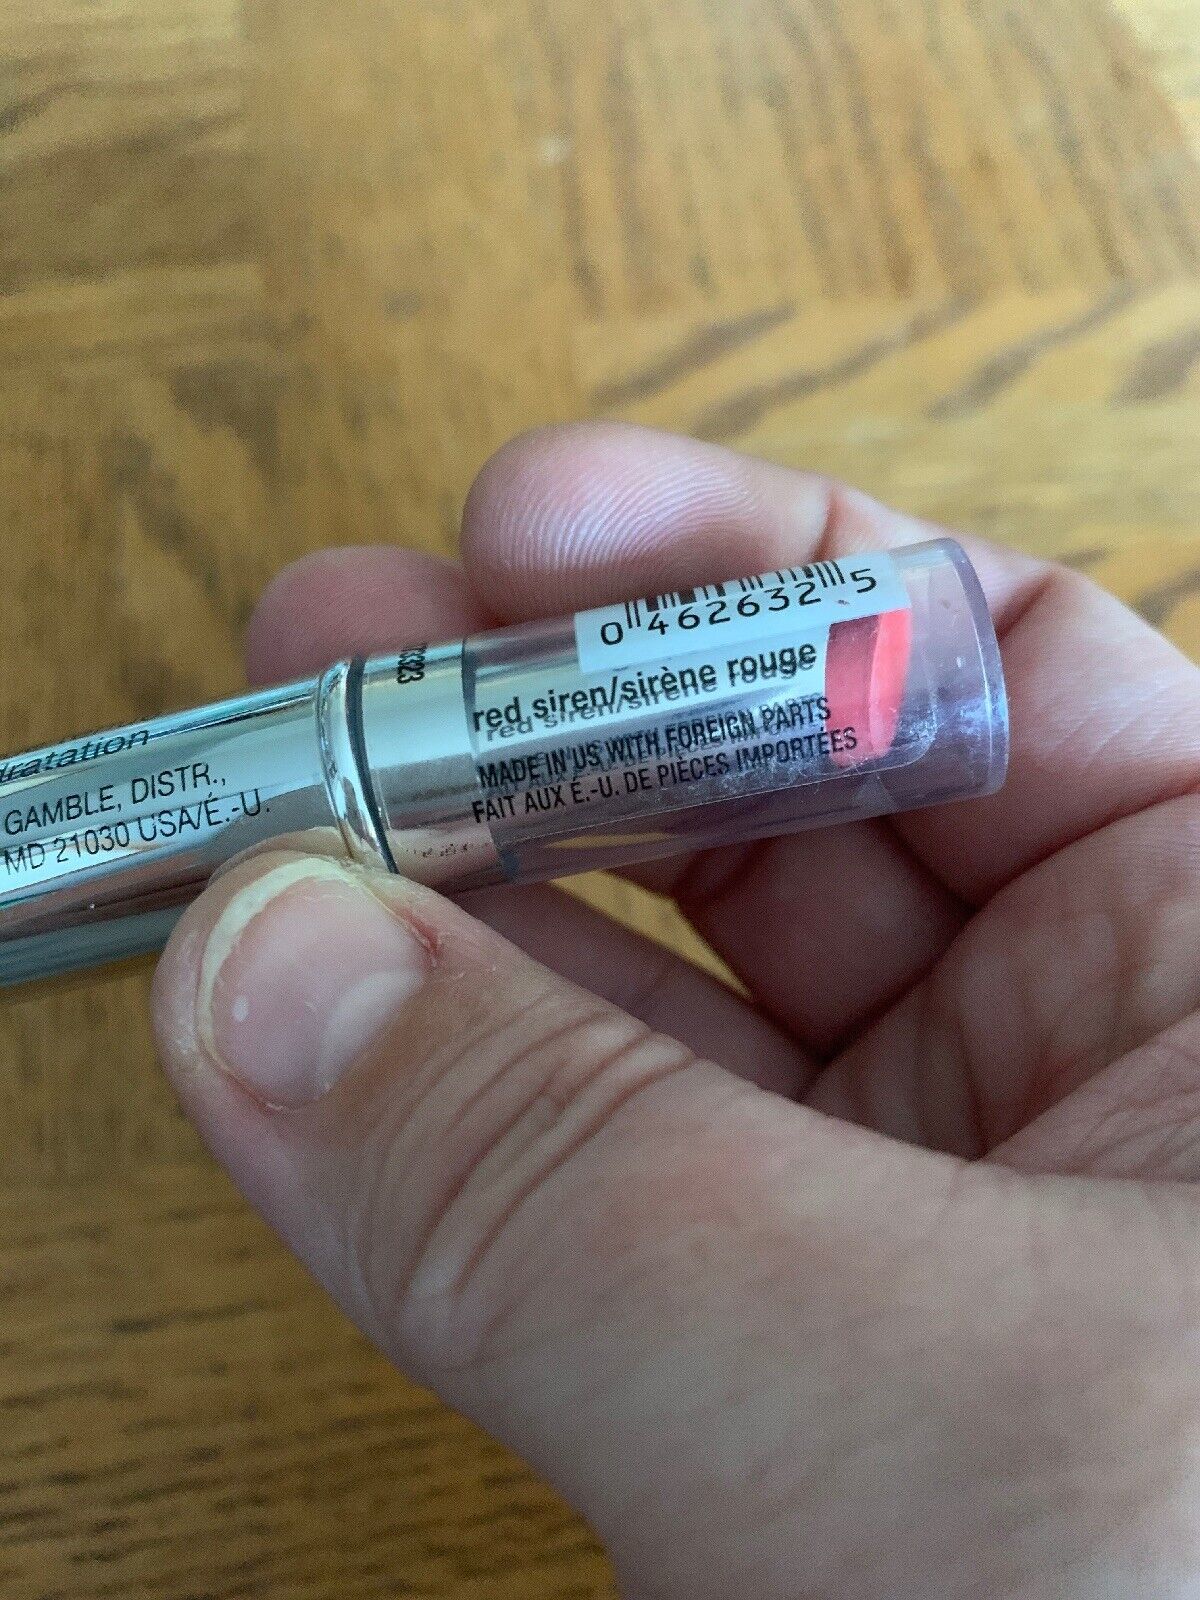 dratation
GAMBLE, DISTR.,
MD 21030 USA/É.-U.
0 462632 5
red siren/sirène rouge
MADE IN US WITH FOREIGN PARTS
FAIT AUX É.-U. DE PIÈCES IMPORTÉES